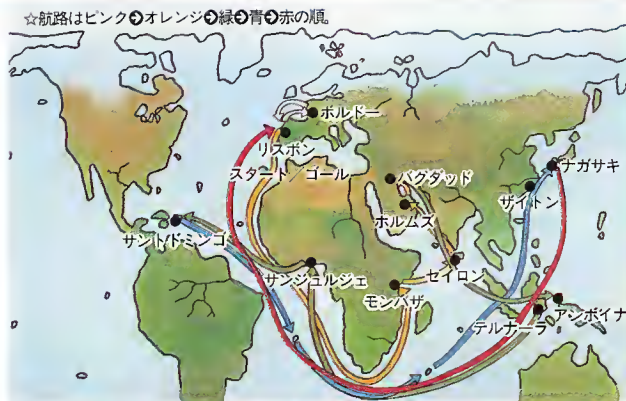 ☆航路はピンク➲オレンジ➲緑➲青➲赤の順。
ボルドー
リスボン
スタート／ゴール
バグダッド
ナガサキ
ザイトン
ホルムズ
サントドミンゴ
サンジョルジェ
セイロン
モンバザ
アンボイナ
テルナーラ